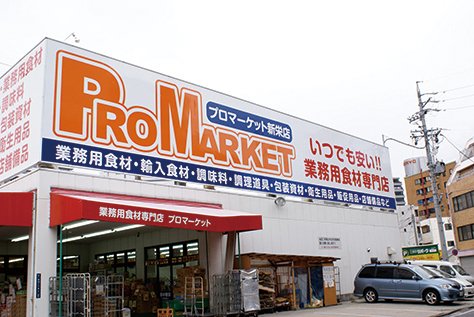 業務用食材
・調味料
・包装資材
・衛生用品
・店舗備品
PROMARKET
プロマーケット新栄店
いつでも安い!!
業務用食材専門店
業務用食材・輸入食材・調味料・調理道具・包装資材・衛生用品・販促用品・店舗備品など
業務用食材専門店 プロマーケット